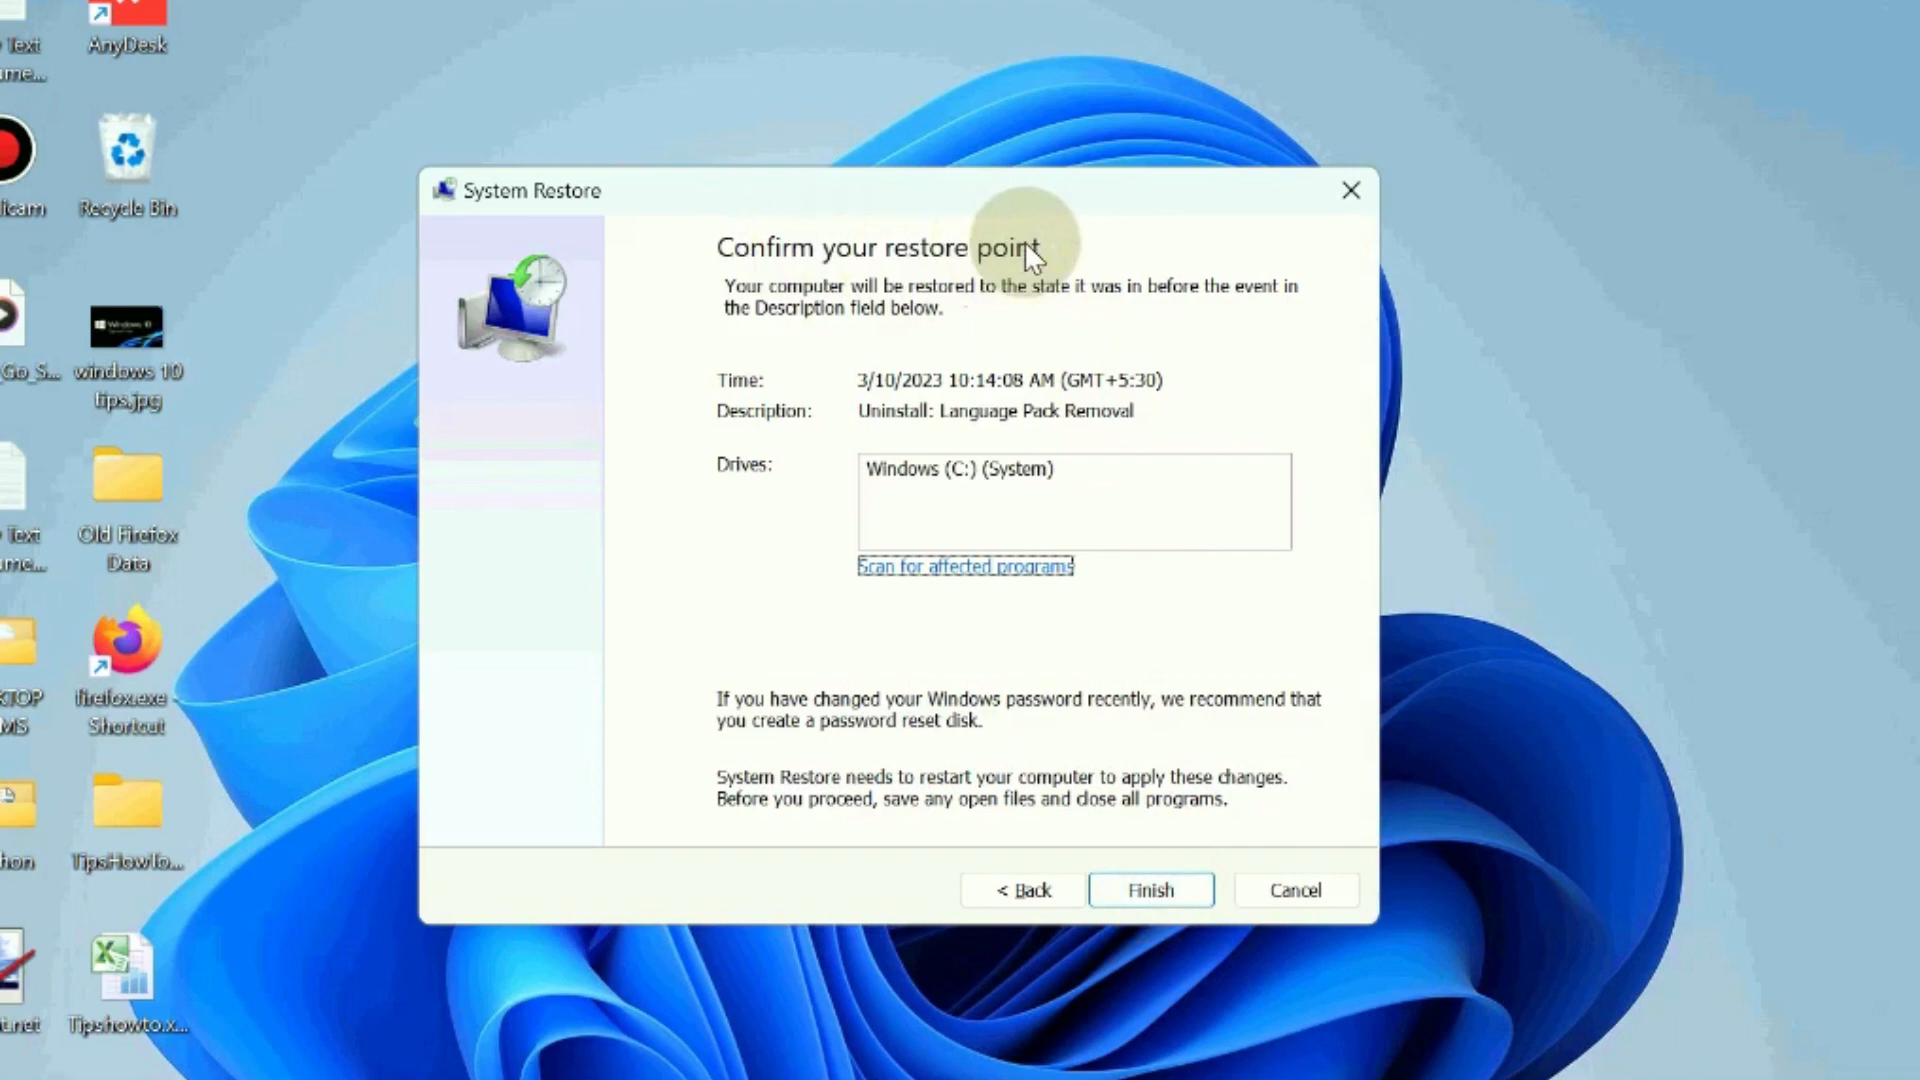 AnyDesk
Text
ume...
Recycle Bin
windows 10
tips.jpg
Go_S...
Old Firefox
Data
Text
ume...
firefox.exe -
Shortcut
KTOP
MS
TipsHowTo...
hon
Tipshowto.x...
t.net
System Restore
Confirm your restore point
Your computer will be restored to the state it was in before the event in
the Description field below.
Time: 3/10/2023 10:14:08 AM (GMT+5:30)
Description: Uninstall: Language Pack Removal
Drives: Windows (C:) (System)
Scan for affected programs
If you have changed your Windows password recently, we recommend that
you create a password reset disk.
System Restore needs to restart your computer to apply these changes.
Before you proceed, save any open files and close all programs.
< Back Finish Cancel